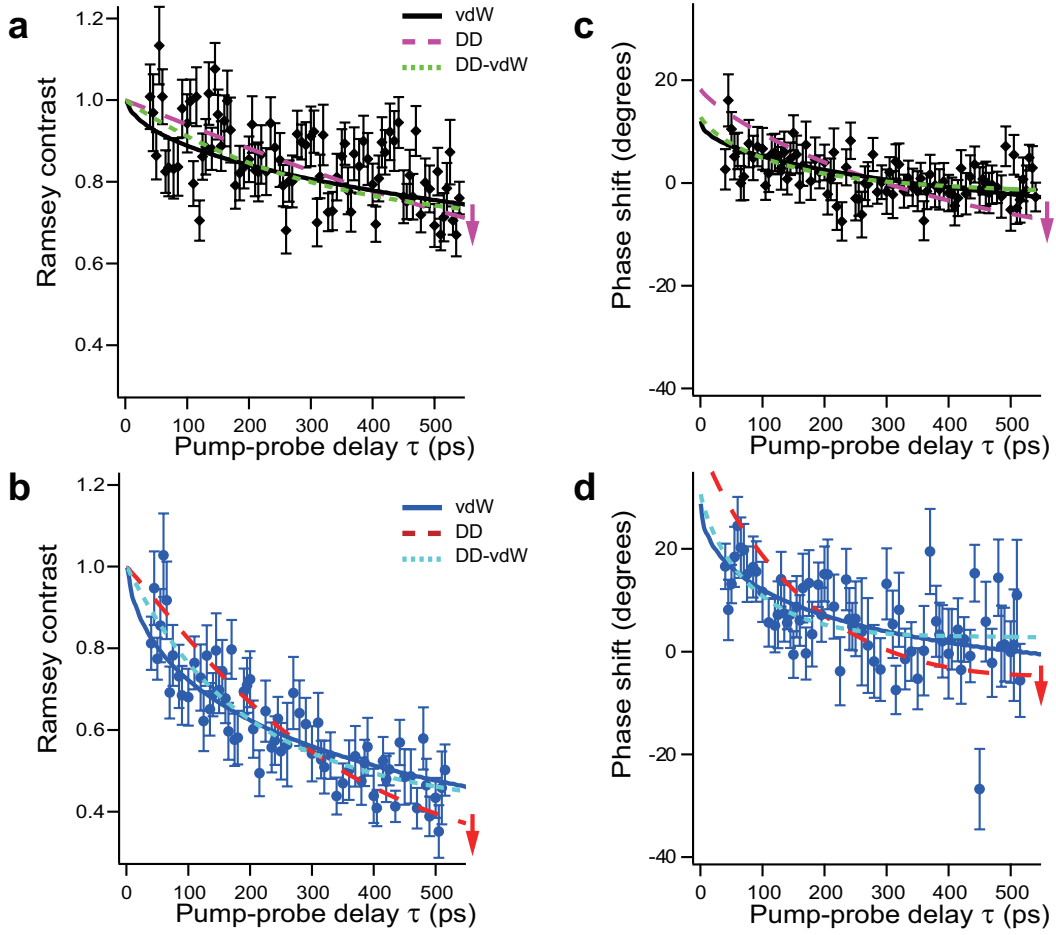 a
Ramsey contrast
1.2
1.0
0.8
0.6
0.4
vdW
DD
DD-vdW
0 100 200 300 400 500
Pump-probe delay τ (ps)
c
Phase shift (degrees)
20
0
-20
-40
0 100 200 300 400 500
Pump-probe delay τ (ps)
b
Ramsey contrast
1.2
1.0
0.8
0.6
0.4
vdW
DD
DD-vdW
0 100 200 300 400 500
Pump-probe delay τ (ps)
d
Phase shift (degrees)
20
0
-20
-40
0 100 200 300 400 500
Pump-probe delay τ (ps)